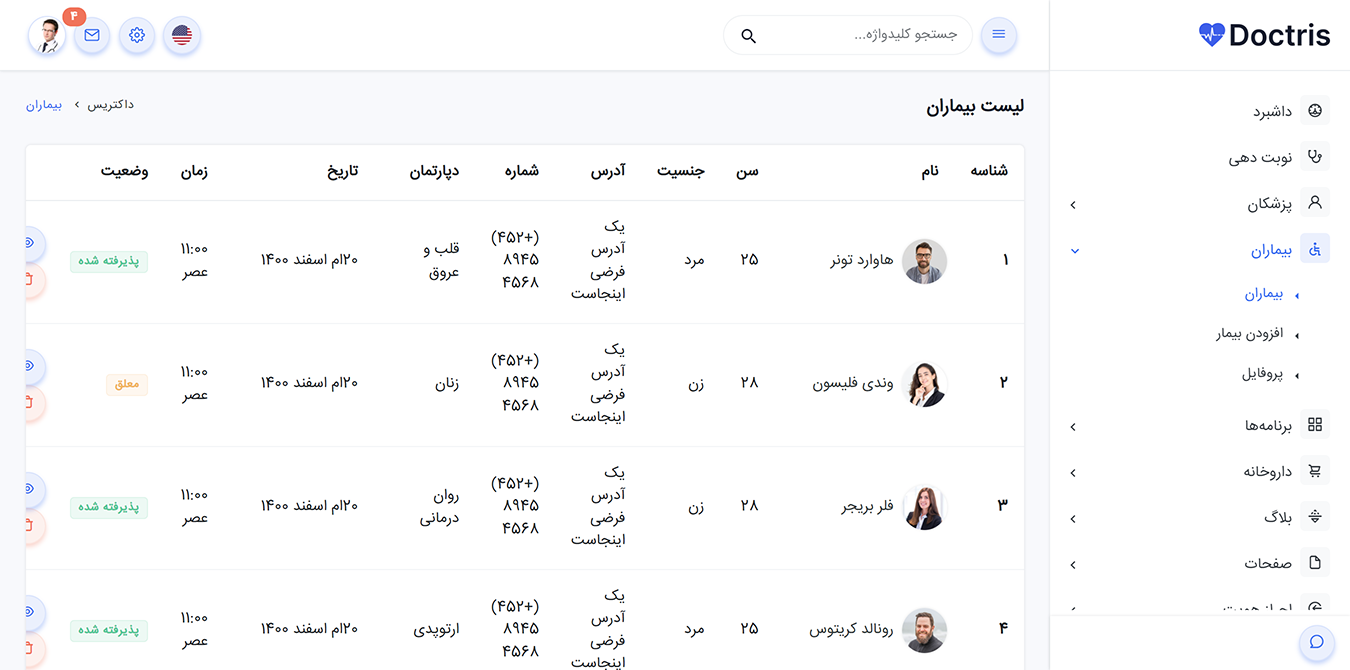 Doctris
جستجو کلیدواژه...
۴
داشبرد
نوبت دهی
پزشکان
بیماران
بیماران
افزودن بیمار
پروفایل
برنامه‌ها
داروخانه
بلاگ
صفحات
لیست بیماران
داکتریس › بیماران
شناسه نام سن جنسیت آدرس شماره دپارتمان تاریخ زمان وضعیت
۱ هاوارد تونر ۲۵ مرد
یک
آدرس
فرضی
اینجاست
(+۴۵۲)
۸۹۴۵
۴۵۶۸
قلب و
عروق
۲۰ام اسفند ۱۴۰۰
۱۱:۰۰
عصر
پذیرفته شده
۲ وندی فلیسون ۲۸ زن
یک
آدرس
فرضی
اینجاست
(+۴۵۲)
۸۹۴۵
۴۵۶۸
زنان
۲۰ام اسفند ۱۴۰۰
۱۱:۰۰
عصر
معلق
۳ فلر بریجر ۲۸ زن
یک
آدرس
فرضی
اینجاست
(+۴۵۲)
۸۹۴۵
۴۵۶۸
روان
درمانی
۲۰ام اسفند ۱۴۰۰
۱۱:۰۰
عصر
پذیرفته شده
۴ رونالد کریتوس ۲۵ مرد
یک
آدرس
فرضی
اینجاست
(+۴۵۲)
۸۹۴۵
۴۵۶۸
ارتوپدی
۲۰ام اسفند ۱۴۰۰
۱۱:۰۰
عصر
پذیرفته شده